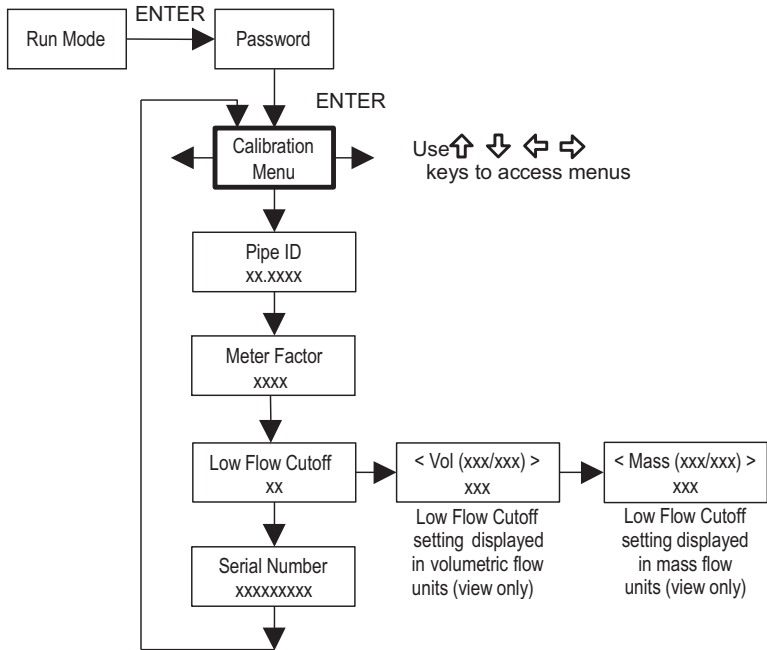 ENTER
Run Mode
Password
ENTER
Calibration
Menu
Use
keys to access menus
Pipe ID
xx.xxxx
Meter Factor
xxxx
Low Flow Cutoff
xx
< Vol (xxx/xxx) >
xxx
< Mass (xxx/xxx) >
xxx
Low Flow Cutoff
setting displayed
in volumetric flow
units (view only)
Low Flow Cutoff
setting displayed
in mass flow
units (view only)
Serial Number
xxxxxxxxx